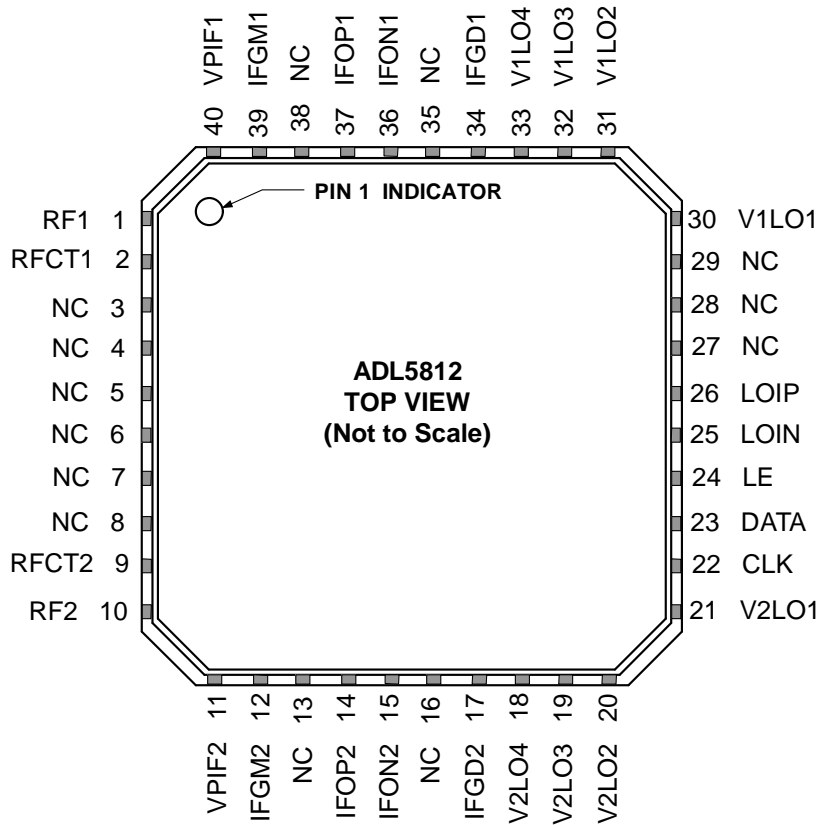 VPIF1
IFGM1
NC
IFOP1
IFON1
NC
IFGD1
V1LO4
V1LO3
V1LO2
40
39
38
37
36
35
34
33
32
31
PIN 1 INDICATOR
RF1 1
RFCT1 2
NC 3
NC 4
NC 5
NC 6
NC 7
NC 8
RFCT2 9
RF2 10
ADL5812
TOP VIEW
(Not to Scale)
30 V1LO1
29 NC
28 NC
27 NC
26 LOIP
25 LOIN
24 LE
23 DATA
22 CLK
21 V2LO1
11
12
13
14
15
16
17
18
19
20
VPIF2
IFGM2
NC
IFOP2
IFON2
NC
IFGD2
V2LO4
V2LO3
V2LO2